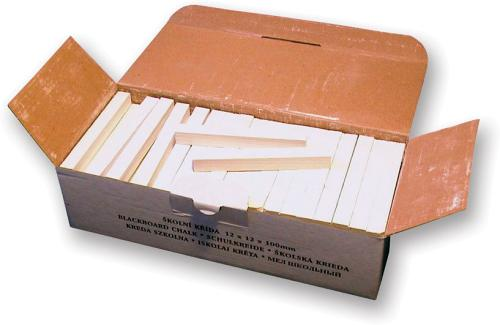 ŠKOLNÍ KŘÍDA 12 x 12 x 100mm
BLACKBOARD CHALK • SCHULKREIDE • ŠKOLSKÁ KRIEDA
KREDA SZKOLNA • ISKOLAI KRÉTA • МЕЛ ШКОЛЬНЫЙ